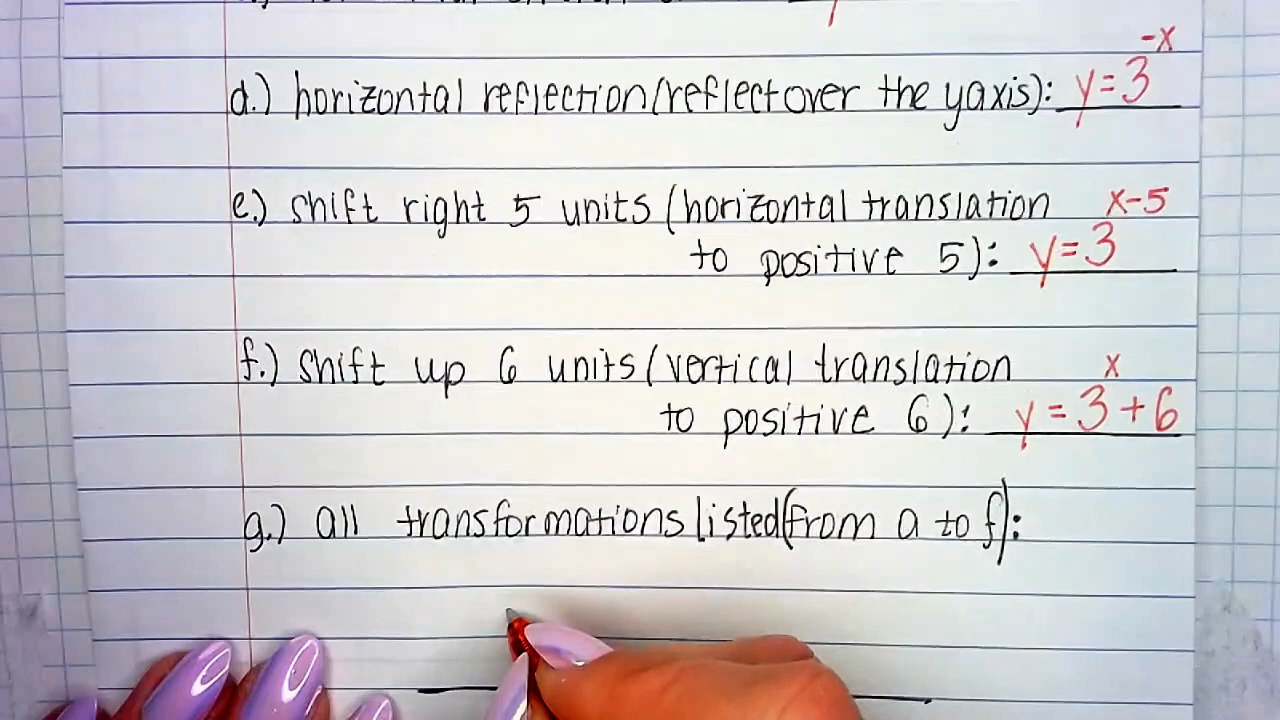 d.) horizontal reflection(reflect over the yaxis): y=3^-x
e.) shift right 5 units (horizontal translation
to positive 5): y=3^x-5
f.) shift up 6 units (vertical translation
to positive 6): y=3^x+6
g.) all transformations listed(from a to f):